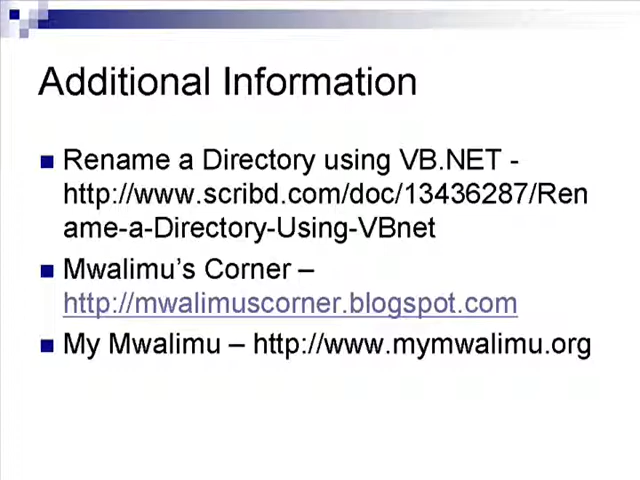 Additional Information
Rename a Directory using VB.NET -
http://www.scribd.com/doc/13436287/Ren
ame-a-Directory-Using-VBnet
Mwalimu's Corner –
http://mwalimuscorner.blogspot.com
My Mwalimu – http://www.mymwalimu.org